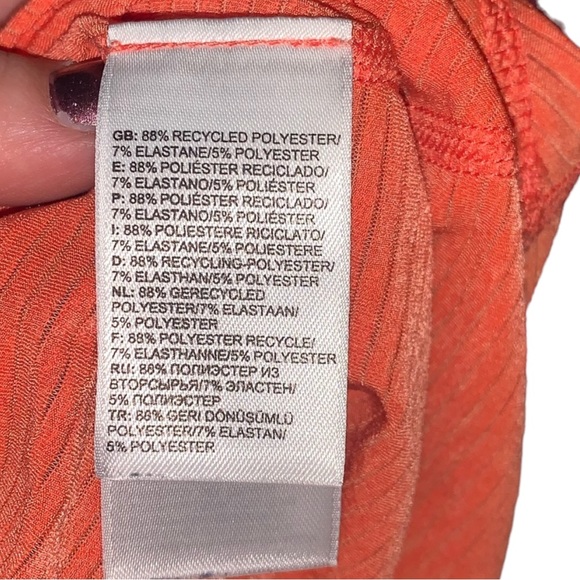 GB: 88% RECYCLED POLYESTER/
7% ELASTANE/5% POLYESTER
E: 88% POLIÉSTER RECICLADO/
7% ELASTANO/5% POLIÉSTER
P: 88% POLIÉSTER RECICLADO/
7% ELASTANO/5% POLIÉSTER
I: 88% POLIESTERE RICICLATO/
7% ELASTANE/5% POLIESTERE
D: 88% RECYCLING-POLYESTER/
7% ELASTHAN/5% POLYESTER
NL: 88% GERECYCLED
POLYESTER/7% ELASTAAN/
5% POLYESTER
F: 88% POLYESTER RECYCLE/
7% ELASTHANNE/5% POLYESTER
RU: 88% ПОЛИЭСТЕР ИЗ
ВТОРСЫРЬЯ/7% ЭЛАСТЕН/
5% ПОЛИЭСТЕР
TR: 88% GERİ DÖNÜŞÜMLÜ
POLYESTER/7% ELASTAN/
5% POLYESTER